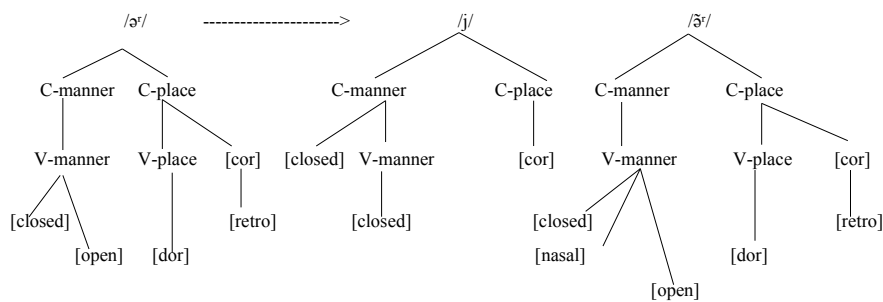 /əʳ/ ----------------------> /j/ /ə̃ʳ/
C-manner C-place C-manner C-place C-manner C-place
V-manner V-place [cor] [closed] V-manner [cor] V-manner V-place [cor]
[closed] [retro] [closed] [closed] [retro]
[open] [dor] [nasal] [dor]
[open]